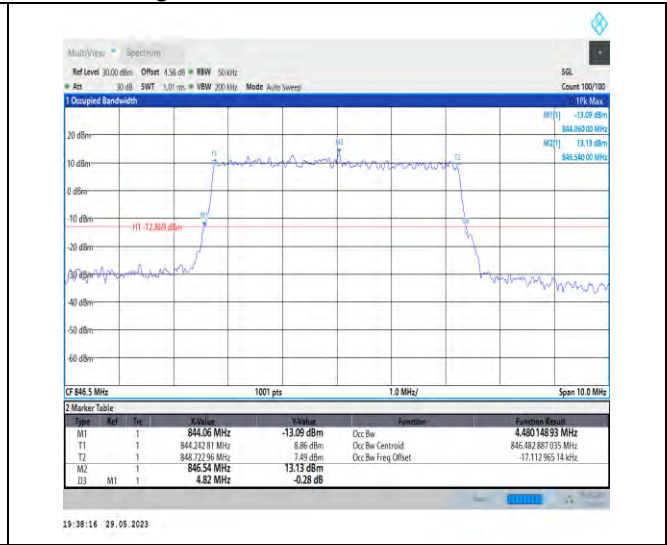 MultiView Spectrum
Ref Level 30.00 dBm Offset 4.58 dB RBW 50 kHz SGL
Att 30 dB SWT 1.01 ms VBW 200 kHz Mode Auto Sweep Count 100/100
1 Occupied Bandwidth 1Pk Max
M1[1] -13.09 dBm
844.060 00 MHz
M2[1] 13.13 dBm
846.540 00 MHz
20 dBm
M2
T1
T2
10 dBm
0 dBm
-10 dBm
M1
H1 -12.869 dBm
-30 dBm
-40 dBm
-50 dBm
-60 dBm
CF 846.5 MHz 1001 pts 1.0 MHz/ Span 10.0 MHz
2 Marker Table
Type Ref Trc X-Value Y-Value Function Function Result
M1 1 844.06 MHz -13.09 dBm Occ Bw 4.480 148 93 MHz
T1 1 844.242 81 MHz 8.86 dBm Occ Bw Centroid 846.482 887 035 MHz
T2 1 848.722 96 MHz 7.49 dBm Occ Bw Freq Offset -17.112 965 14 kHz
M2 1 846.54 MHz 13.13 dBm
D3 M1 1 4.82 MHz -0.28 dB
19:38:16 29.05.2023